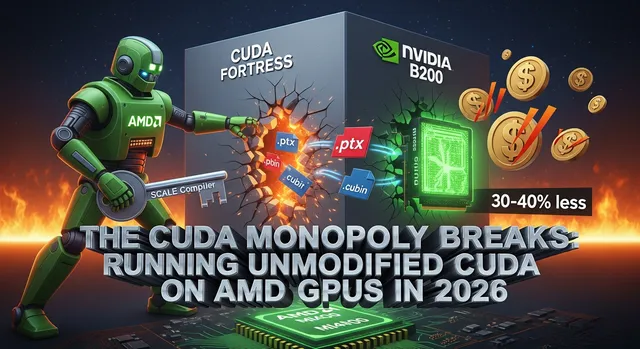 CUDA
FORTRESS
NVIDIA
B200
AMD
.ptx
.ptx
.cubin
SCALE Compiler
30-40% less
THE CUDA MONOPOLY BREAKS:
RUNNING UNMODIFIED CUDA
ON AMD GPUS IN 2026